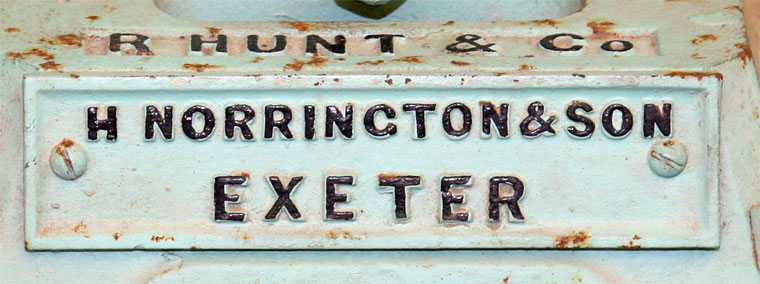 R HUNT & CO
H NORRINGTON & SON
EXETER